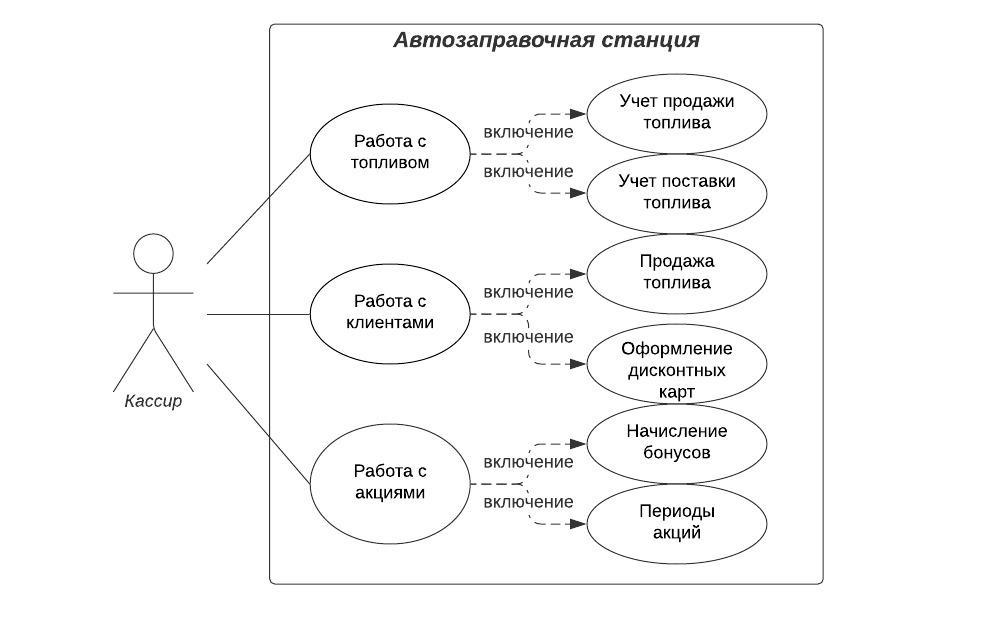 Автозаправочная станция
Учет продажи
топлива
Работа с
топливом
включение
включение
Учет поставки
топлива
Продажа
топлива
Работа с
клиентами
включение
включение
Оформление
дисконтных
карт
Кассир
Начисление
бонусов
Работа с
акциями
включение
включение
Периоды
акций